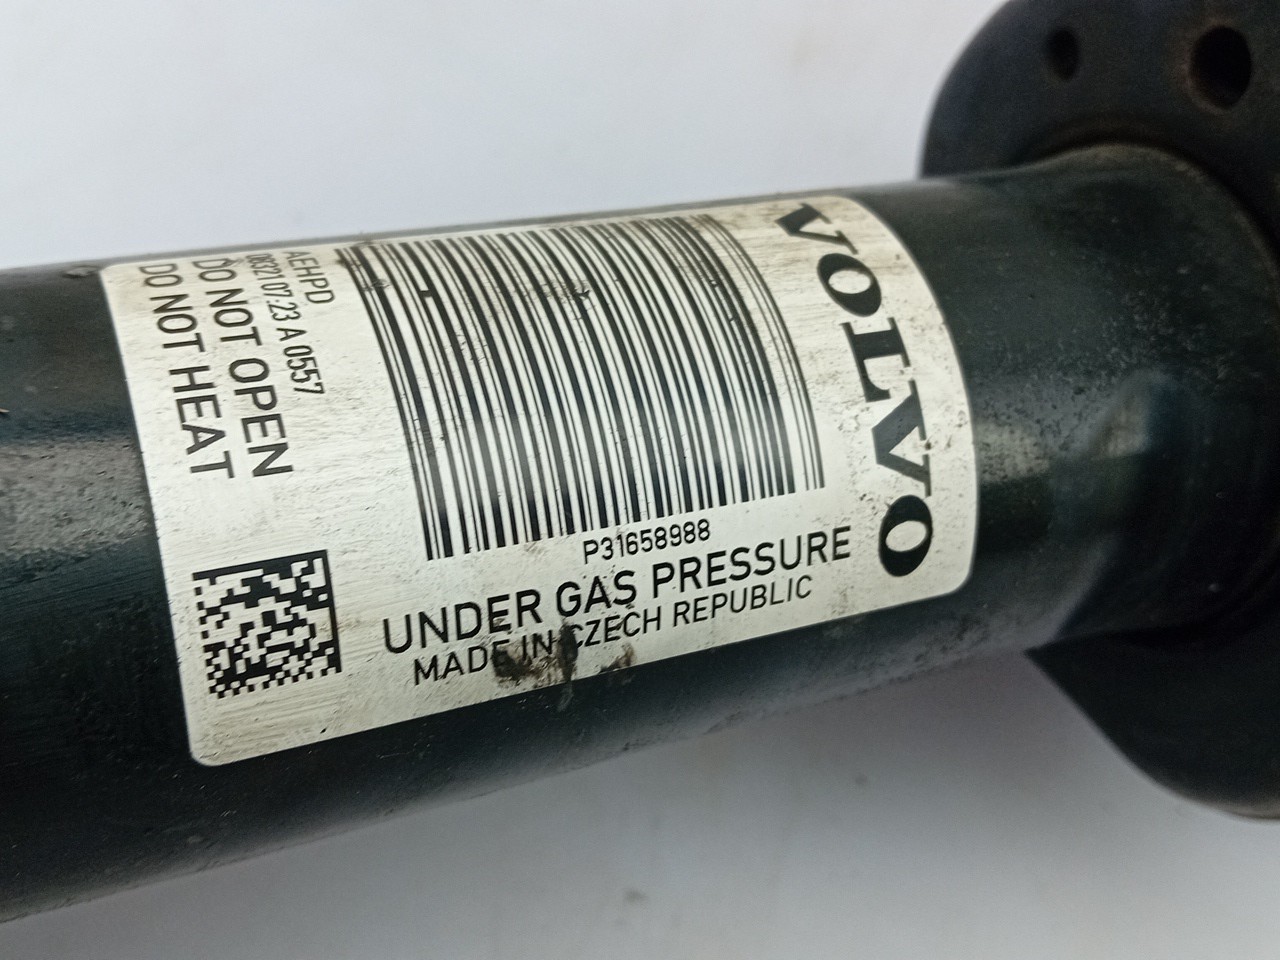 VOLVO
P31658988
UNDER GAS PRESSURE
MADE IN CZECH REPUBLIC
AEHPD
07:23 A 0557
DO NOT OPEN
DO NOT HEAT